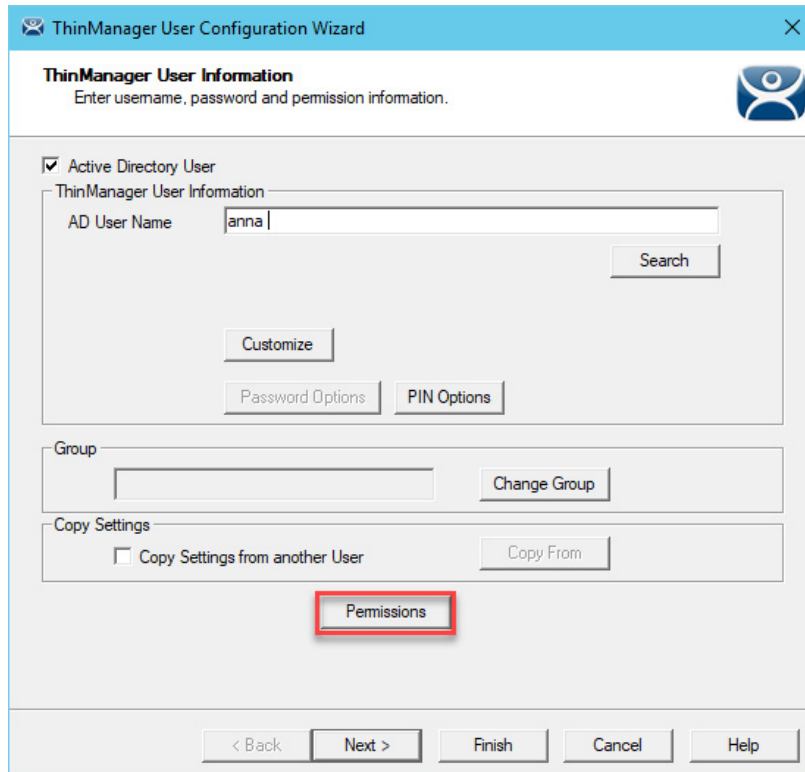 ThinManager User Configuration Wizard
ThinManager User Information
Enter username, password and permission information.
Active Directory User
ThinManager User Information
AD User Name anna
Search
Customize
Password Options PIN Options
Group
Change Group
Copy Settings
Copy Settings from another User Copy From
Permissions
< Back Next > Finish Cancel Help